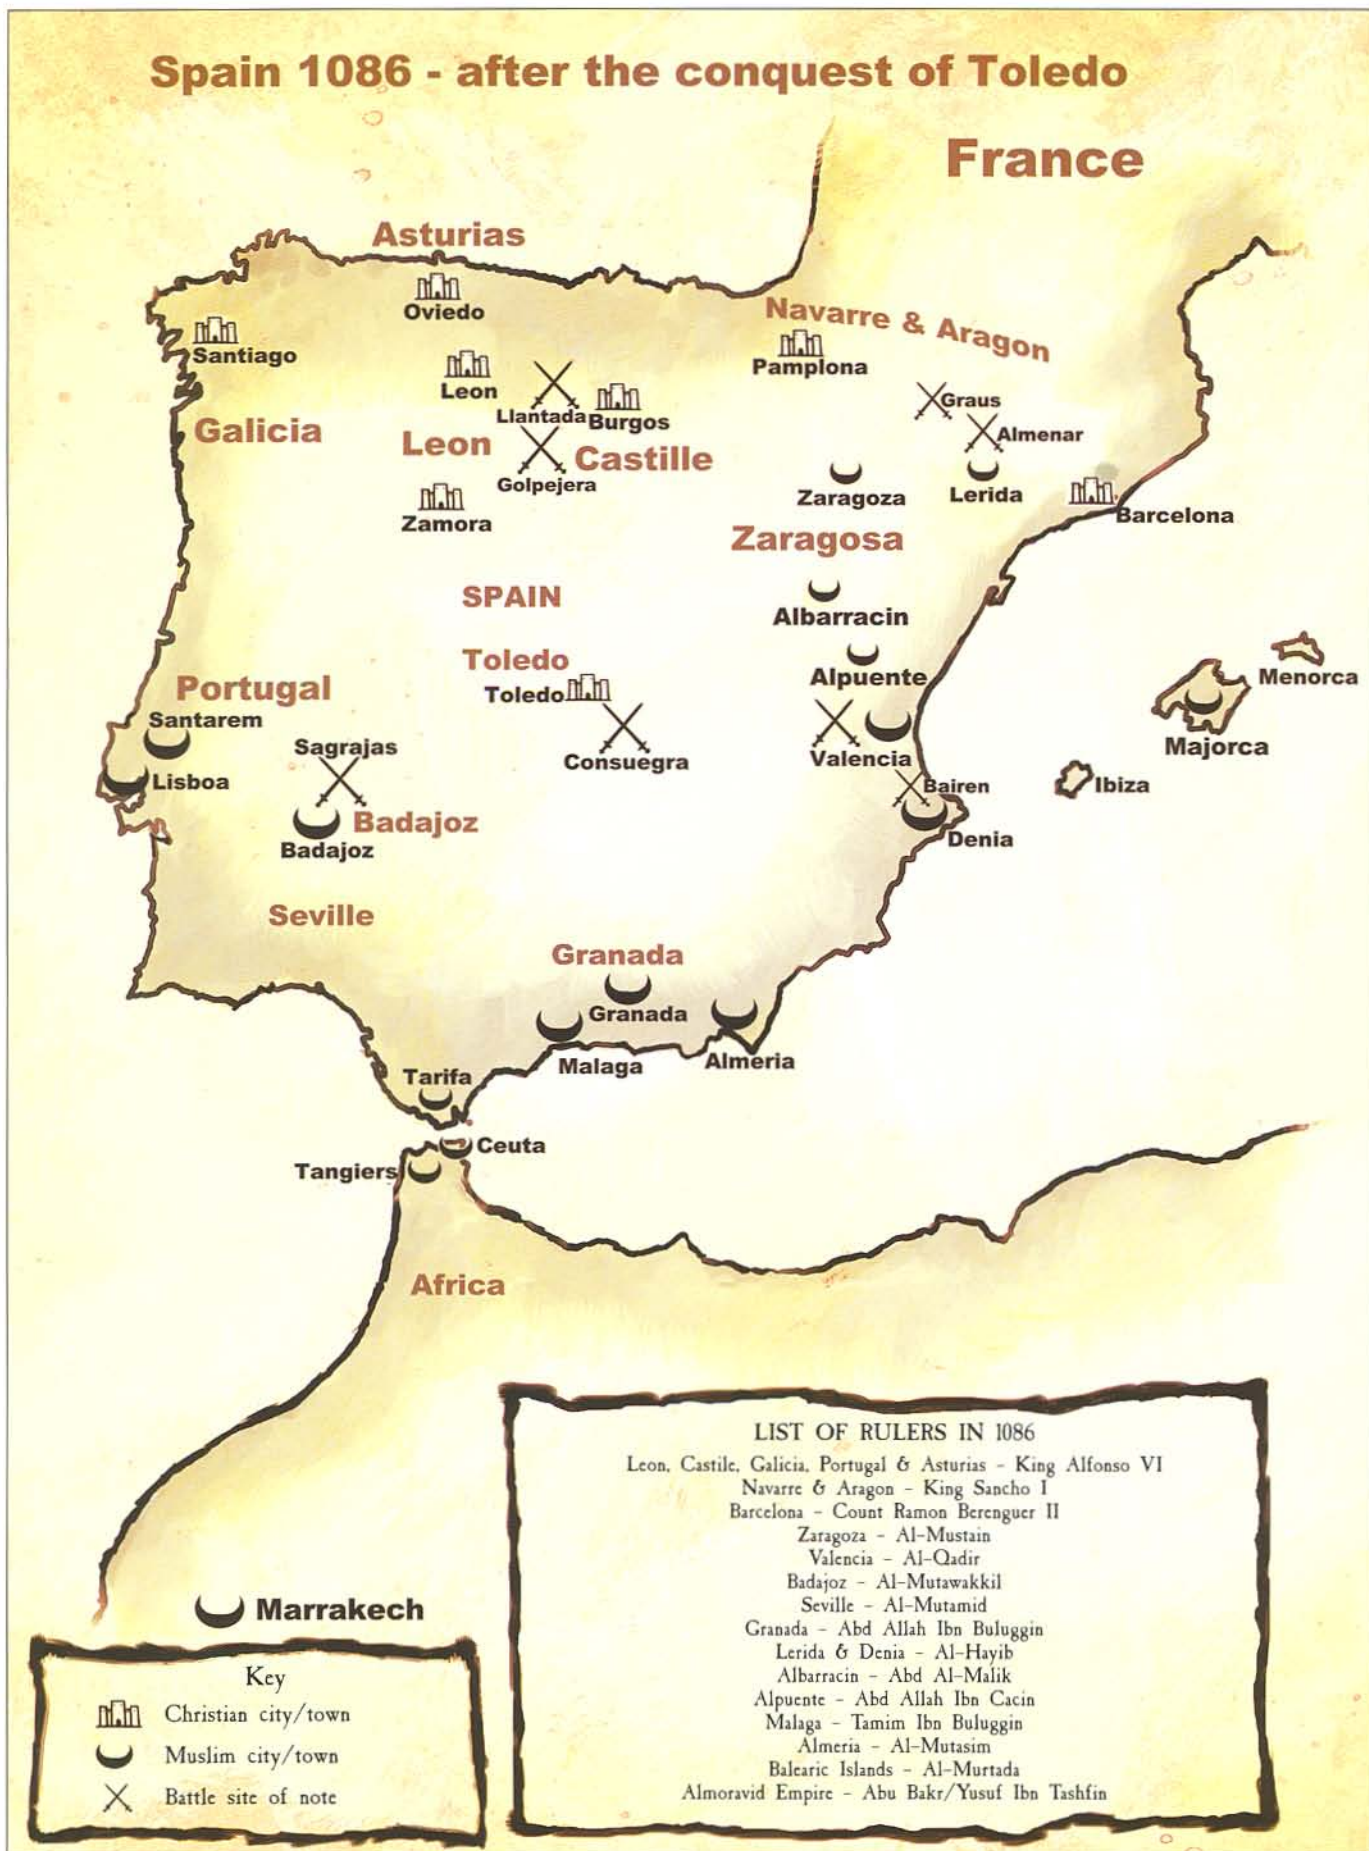 Spain 1086 - after the conquest of Toledo
France
Asturias
Oviedo
Santiago
Navarre & Aragon
Pamplona
Leon
Llantada
Burgos
Graus
Almenar
Galicia
Leon
Castille
Golpejera
Zamora
Zaragoza
Lerida
Barcelona
Zaragosa
SPAIN
Albarracin
Toledo
Toledo
Alpuente
Menorca
Portugal
Santarem
Majorca
Sagrajas
Consuegra
Valencia
Lisboa
Bairen
Ibiza
Badajoz
Badajoz
Denia
Seville
Granada
Granada
Malaga
Almeria
Tarifa
Ceuta
Tangiers
Africa
Marrakech
Key
Christian city/town
Muslim city/town
Battle site of note
LIST OF RULERS IN 1086
Leon, Castile, Galicia, Portugal & Asturias - King Alfonso VI
Navarre & Aragon - King Sancho I
Barcelona - Count Ramon Berenguer II
Zaragoza - Al-Mustain
Valencia - Al-Qadir
Badajoz - Al-Mutawakkil
Seville - Al-Mutamid
Granada - Abd Allah Ibn Buluggin
Lerida & Denia - Al-Hayib
Albarracin - Abd Al-Malik
Alpuente - Abd Allah Ibn Cacin
Malaga - Tamim Ibn Buluggin
Almeria - Al-Mutasim
Balearic Islands - Al-Murtada
Almoravid Empire - Abu Bakr/Yusuf Ibn Tashfin